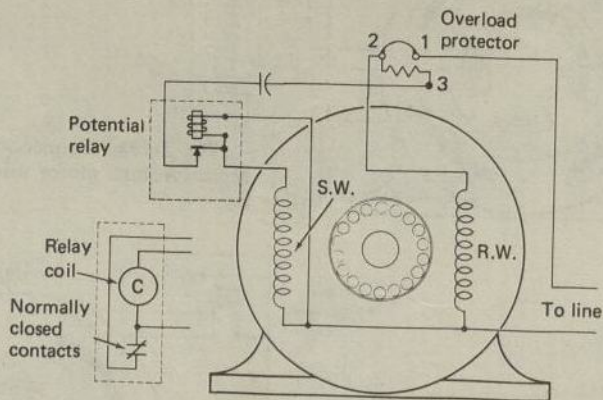 Overload
protector
2
1
3
Potential
relay
S.W.
R.W.
Relay
coil
C
Normally
closed
contacts
To line